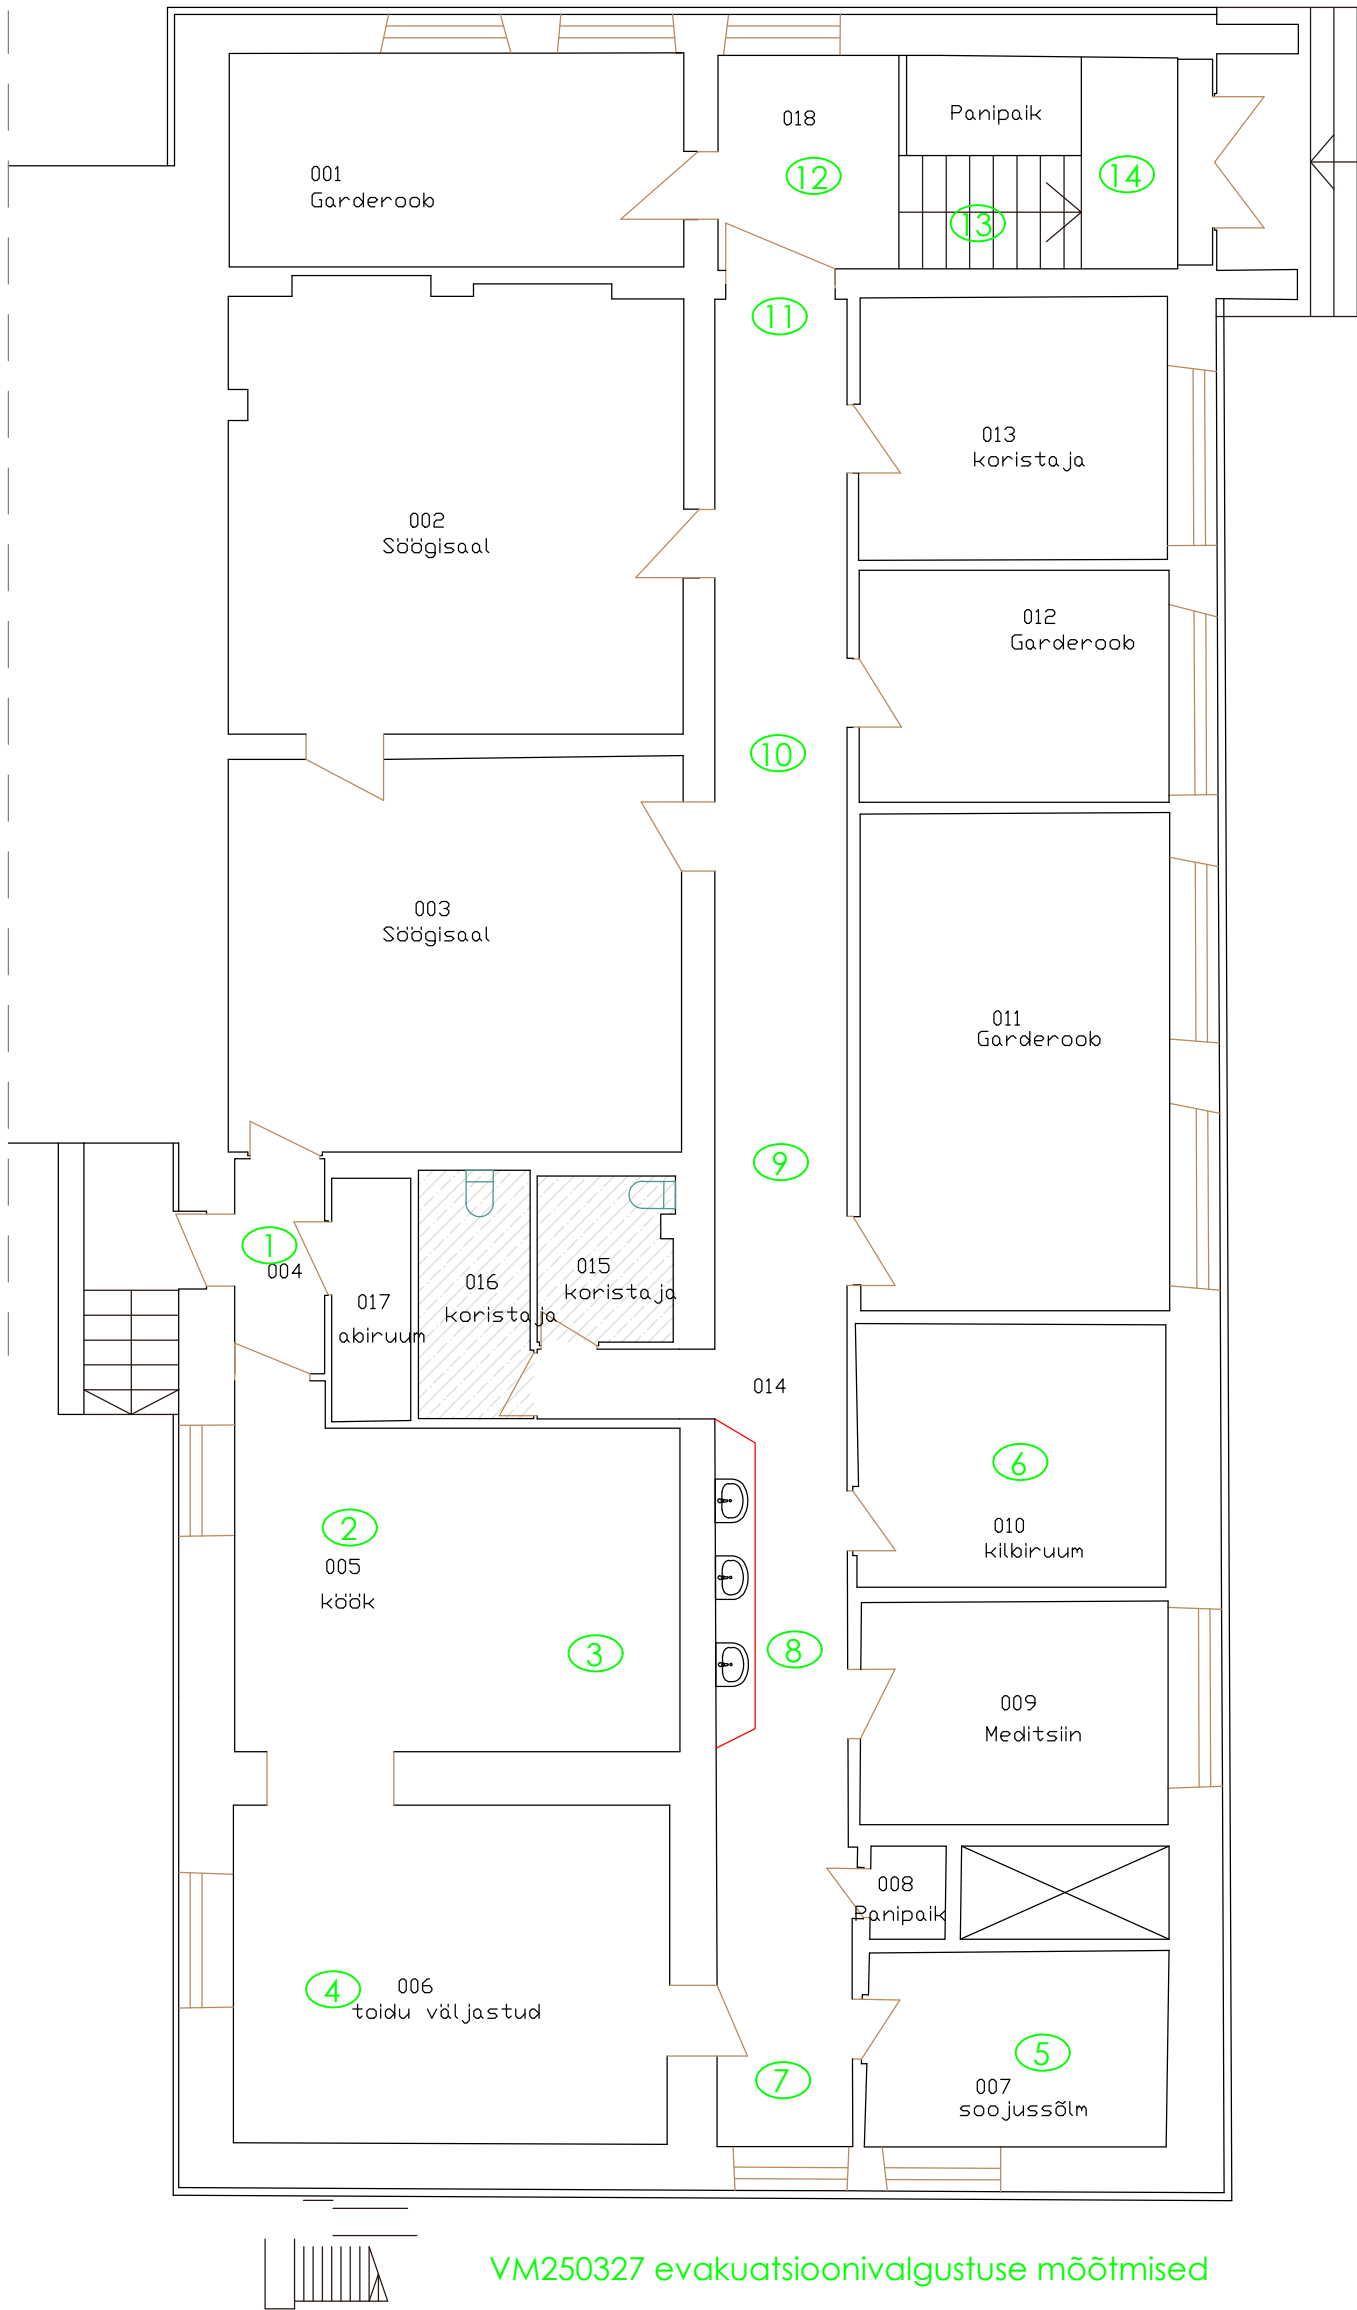 018
Panipaik
12
14
13
001
Garderoob
11
013
koristaja
002
Söögisaal
012
Garderoob
10
003
Söögisaal
011
Garderoob
9
1
004
017
abiruum
016
koristaja
015
koristaja
014
6
010
kilbiruum
2
005
köök
3
8
009
Meditsiin
008
Panipaik
4
006
toidu väljastud
5
007
soojussõlm
7
VM250327 evakuatsioonivalgustuse mõõtmised